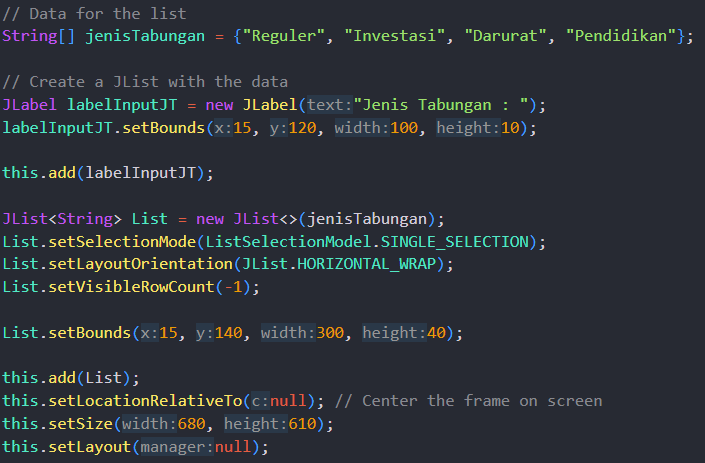 // Data for the list
String[] jenisTabungan = {"Reguler", "Investasi", "Darurat", "Pendidikan"};
// Create a JList with the data
JLabel labelInputJT = new JLabel(text:"Jenis Tabungan : ");
labelInputJT.setBounds(x:15, y:120, width:100, height:10);
this.add(labelInputJT);
JList<String> List = new JList<>(jenisTabungan);
List.setSelectionMode(ListSelectionModel.SINGLE_SELECTION);
List.setLayoutOrientation(JList.HORIZONTAL_WRAP);
List.setVisibleRowCount(-1);
List.setBounds(x:15, y:140, width:300, height:40);
this.add(List);
this.setLocationRelativeTo(c:null); // Center the frame on screen
this.setSize(width:680, height:610);
this.setLayout(manager:null);